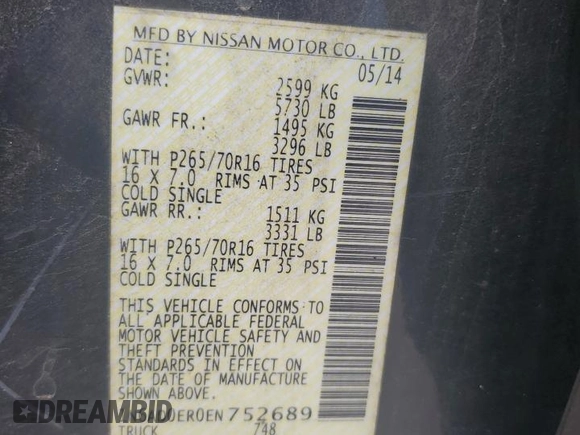 MFD BY NISSAN MOTOR CO., LTD.
DATE: 05/14
GVWR: 2599 KG
5730 LB
GAWR FR.: 1495 KG
3296 LB
WITH P265/70R16 TIRES
16 X 7.0 RIMS AT 35 PSI
COLD SINGLE
GAWR RR.: 1511 KG
3331 LB
WITH P265/70R16 TIRES
16 X 7.0 RIMS AT 35 PSI
COLD SINGLE
THIS VEHICLE CONFORMS TO
ALL APPLICABLE FEDERAL
MOTOR VEHICLE SAFETY AND
THEFT PREVENTION
STANDARDS IN EFFECT ON
THE DATE OF MANUFACTURE
SHOWN ABOVE.
0ER0EN 752689
TRUCK 748
DREAMBID